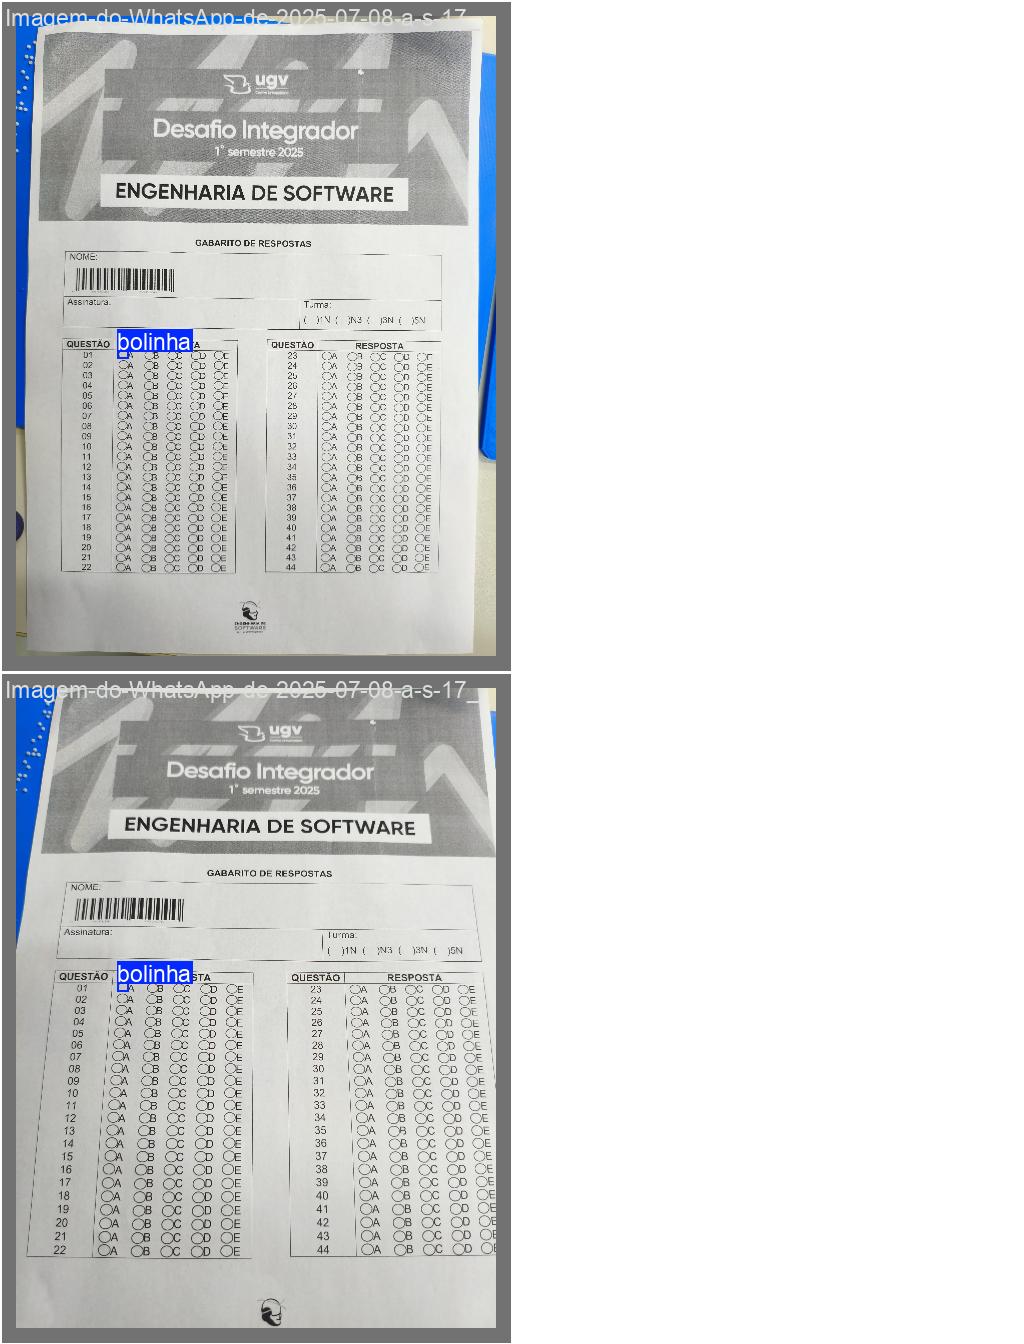 Imagem-do-WhatsApp-de-2025-07-08-a-s-17_
ugv
Desafio Integrador
1° semestre 2025
ENGENHARIA DE SOFTWARE
GABARITO DE RESPOSTAS
NOME:
Assinatura:
Turma:
( )1N ( )N3 ( )3N ( )5N
QUESTÃO bolinha QUESTÃO RESPOSTA
01 A B C D E 23 A B C D E
02 A B C D E 24 A B C D E
03 A B C D E 25 A B C D E
04 A B C D E 26 A B C D E
05 A B C D E 27 A B C D E
06 A B C D E 28 A B C D E
07 A B C D E 29 A B C D E
08 A B C D E 30 A B C D E
09 A B C D E 31 A B C D E
10 A B C D E 32 A B C D E
11 A B C D E 33 A B C D E
12 A B C D E 34 A B C D E
13 A B C D E 35 A B C D E
14 A B C D E 36 A B C D E
15 A B C D E 37 A B C D E
16 A B C D E 38 A B C D E
17 A B C D E 39 A B C D E
18 A B C D E 40 A B C D E
19 A B C D E 41 A B C D E
20 A B C D E 42 A B C D E
21 A B C D E 43 A B C D E
22 A B C D E 44 A B C D E
ENGENHARIA DE
SOFTWARE
Imagem-do-WhatsApp-de-2025-07-08-a-s-17_
ugv
Desafio Integrador
1° semestre 2025
ENGENHARIA DE SOFTWARE
GABARITO DE RESPOSTAS
NOME:
Assinatura:
Turma:
( )1N ( )N3 ( )3N ( )5N
QUESTÃO bolinha QUESTÃO RESPOSTA
01 A B C D E 23 A B C D E
02 A B C D E 24 A B C D E
03 A B C D E 25 A B C D E
04 A B C D E 26 A B C D E
05 A B C D E 27 A B C D E
06 A B C D E 28 A B C D E
07 A B C D E 29 A B C D E
08 A B C D E 30 A B C D E
09 A B C D E 31 A B C D E
10 A B C D E 32 A B C D E
11 A B C D E 33 A B C D E
12 A B C D E 34 A B C D E
13 A B C D E 35 A B C D E
14 A B C D E 36 A B C D E
15 A B C D E 37 A B C D E
16 A B C D E 38 A B C D E
17 A B C D E 39 A B C D E
18 A B C D E 40 A B C D E
19 A B C D E 41 A B C D E
20 A B C D E 42 A B C D E
21 A B C D E 43 A B C D E
22 A B C D E 44 A B C D E